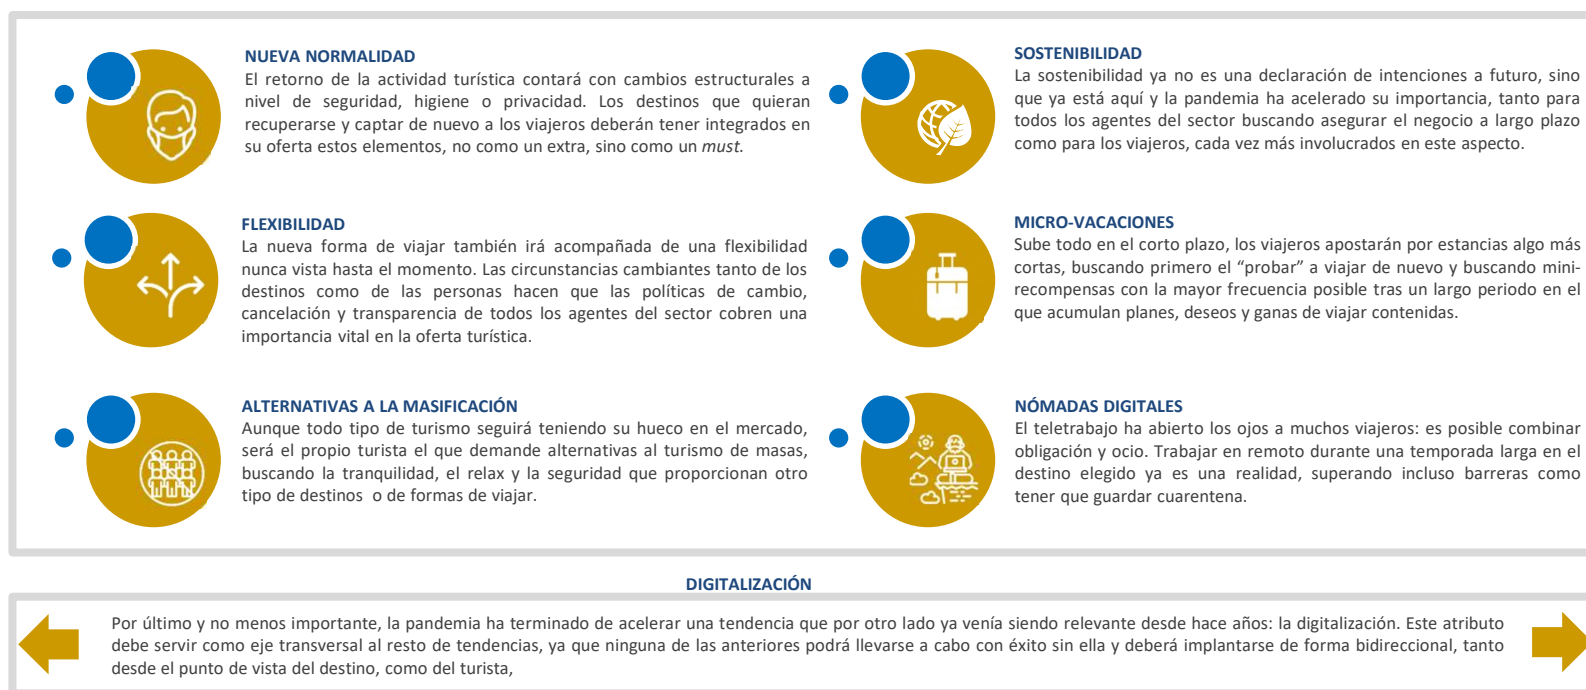 NUEVA NORMALIDAD
El retorno de la actividad turística contará con cambios estructurales a
nivel de seguridad, higiene o privacidad. Los destinos que quieran
recuperarse y captar de nuevo a los viajeros deberán tener integrados en
su oferta estos elementos, no como un extra, sino como un must.
FLEXIBILIDAD
La nueva forma de viajar también irá acompañada de una flexibilidad
nunca vista hasta el momento. Las circunstancias cambiantes tanto de los
destinos como de las personas hacen que las políticas de cambio,
cancelación y transparencia de todos los agentes del sector cobren una
importancia vital en la oferta turística.
ALTERNATIVAS A LA MASIFICACIÓN
Aunque todo tipo de turismo seguirá teniendo su hueco en el mercado,
será el propio turista el que demande alternativas al turismo de masas,
buscando la tranquilidad, el relax y la seguridad que proporcionan otro
tipo de destinos o de formas de viajar.
SOSTENIBILIDAD
La sostenibilidad ya no es una declaración de intenciones a futuro, sino
que ya está aquí y la pandemia ha acelerado su importancia, tanto para
todos los agentes del sector buscando asegurar el negocio a largo plazo
como para los viajeros, cada vez más involucrados en este aspecto.
MICRO-VACACIONES
Sube todo en el corto plazo, los viajeros apostarán por estancias algo más
cortas, buscando primero el “probar” a viajar de nuevo y buscando mini-
recompensas con la mayor frecuencia posible tras un largo periodo en el
que acumulan planes, deseos y ganas de viajar contenidas.
NÓMADAS DIGITALES
El teletrabajo ha abierto los ojos a muchos viajeros: es posible combinar
obligación y ocio. Trabajar en remoto durante una temporada larga en el
destino elegido ya es una realidad, superando incluso barreras como
tener que guardar cuarentena.
DIGITALIZACIÓN
Por último y no menos importante, la pandemia ha terminado de acelerar una tendencia que por otro lado ya venía siendo relevante desde hace años: la digitalización. Este atributo
debe servir como eje transversal al resto de tendencias, ya que ninguna de las anteriores podrá llevarse a cabo con éxito sin ella y deberá implantarse de forma bidireccional, tanto
desde el punto de vista del destino, como del turista,